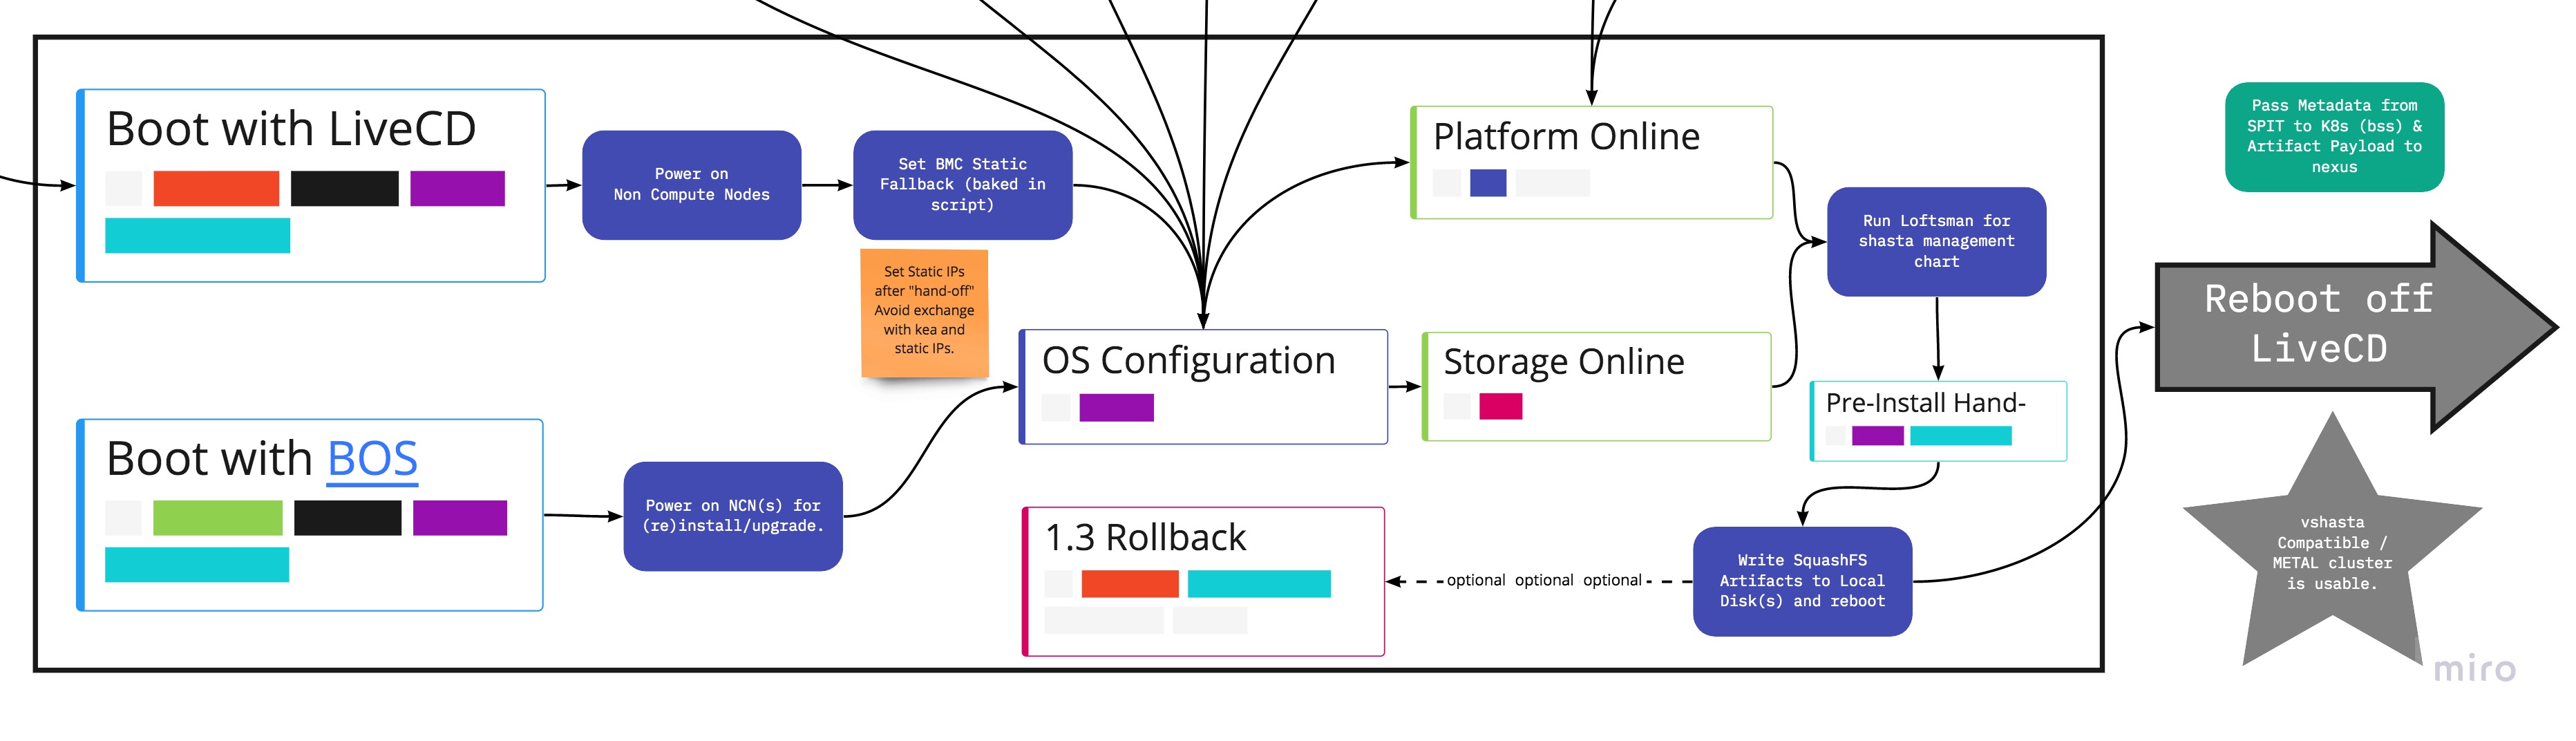 Boot with LiveCD
Power on
Non Compute Nodes
Set BMC Static
Fallback (baked in
script)
Set Static IPs
after "hand-off"
Avoid exchange
with kea and
static IPs.
Boot with BOS
Power on NCN(s) for
(re)install/upgrade.
OS Configuration
Platform Online
Storage Online
Run Loftsman for
shasta management
chart
Pre-Install Hand-
Write SquashFS
Artifacts to Local
Disk(s) and reboot
optional optional optional
1.3 Rollback
Pass Metadata from
SPIT to K8s (bss) &
Artifact Payload to
nexus
Reboot off
LiveCD
vshasta
Compatible /
METAL cluster
is usable.
miro